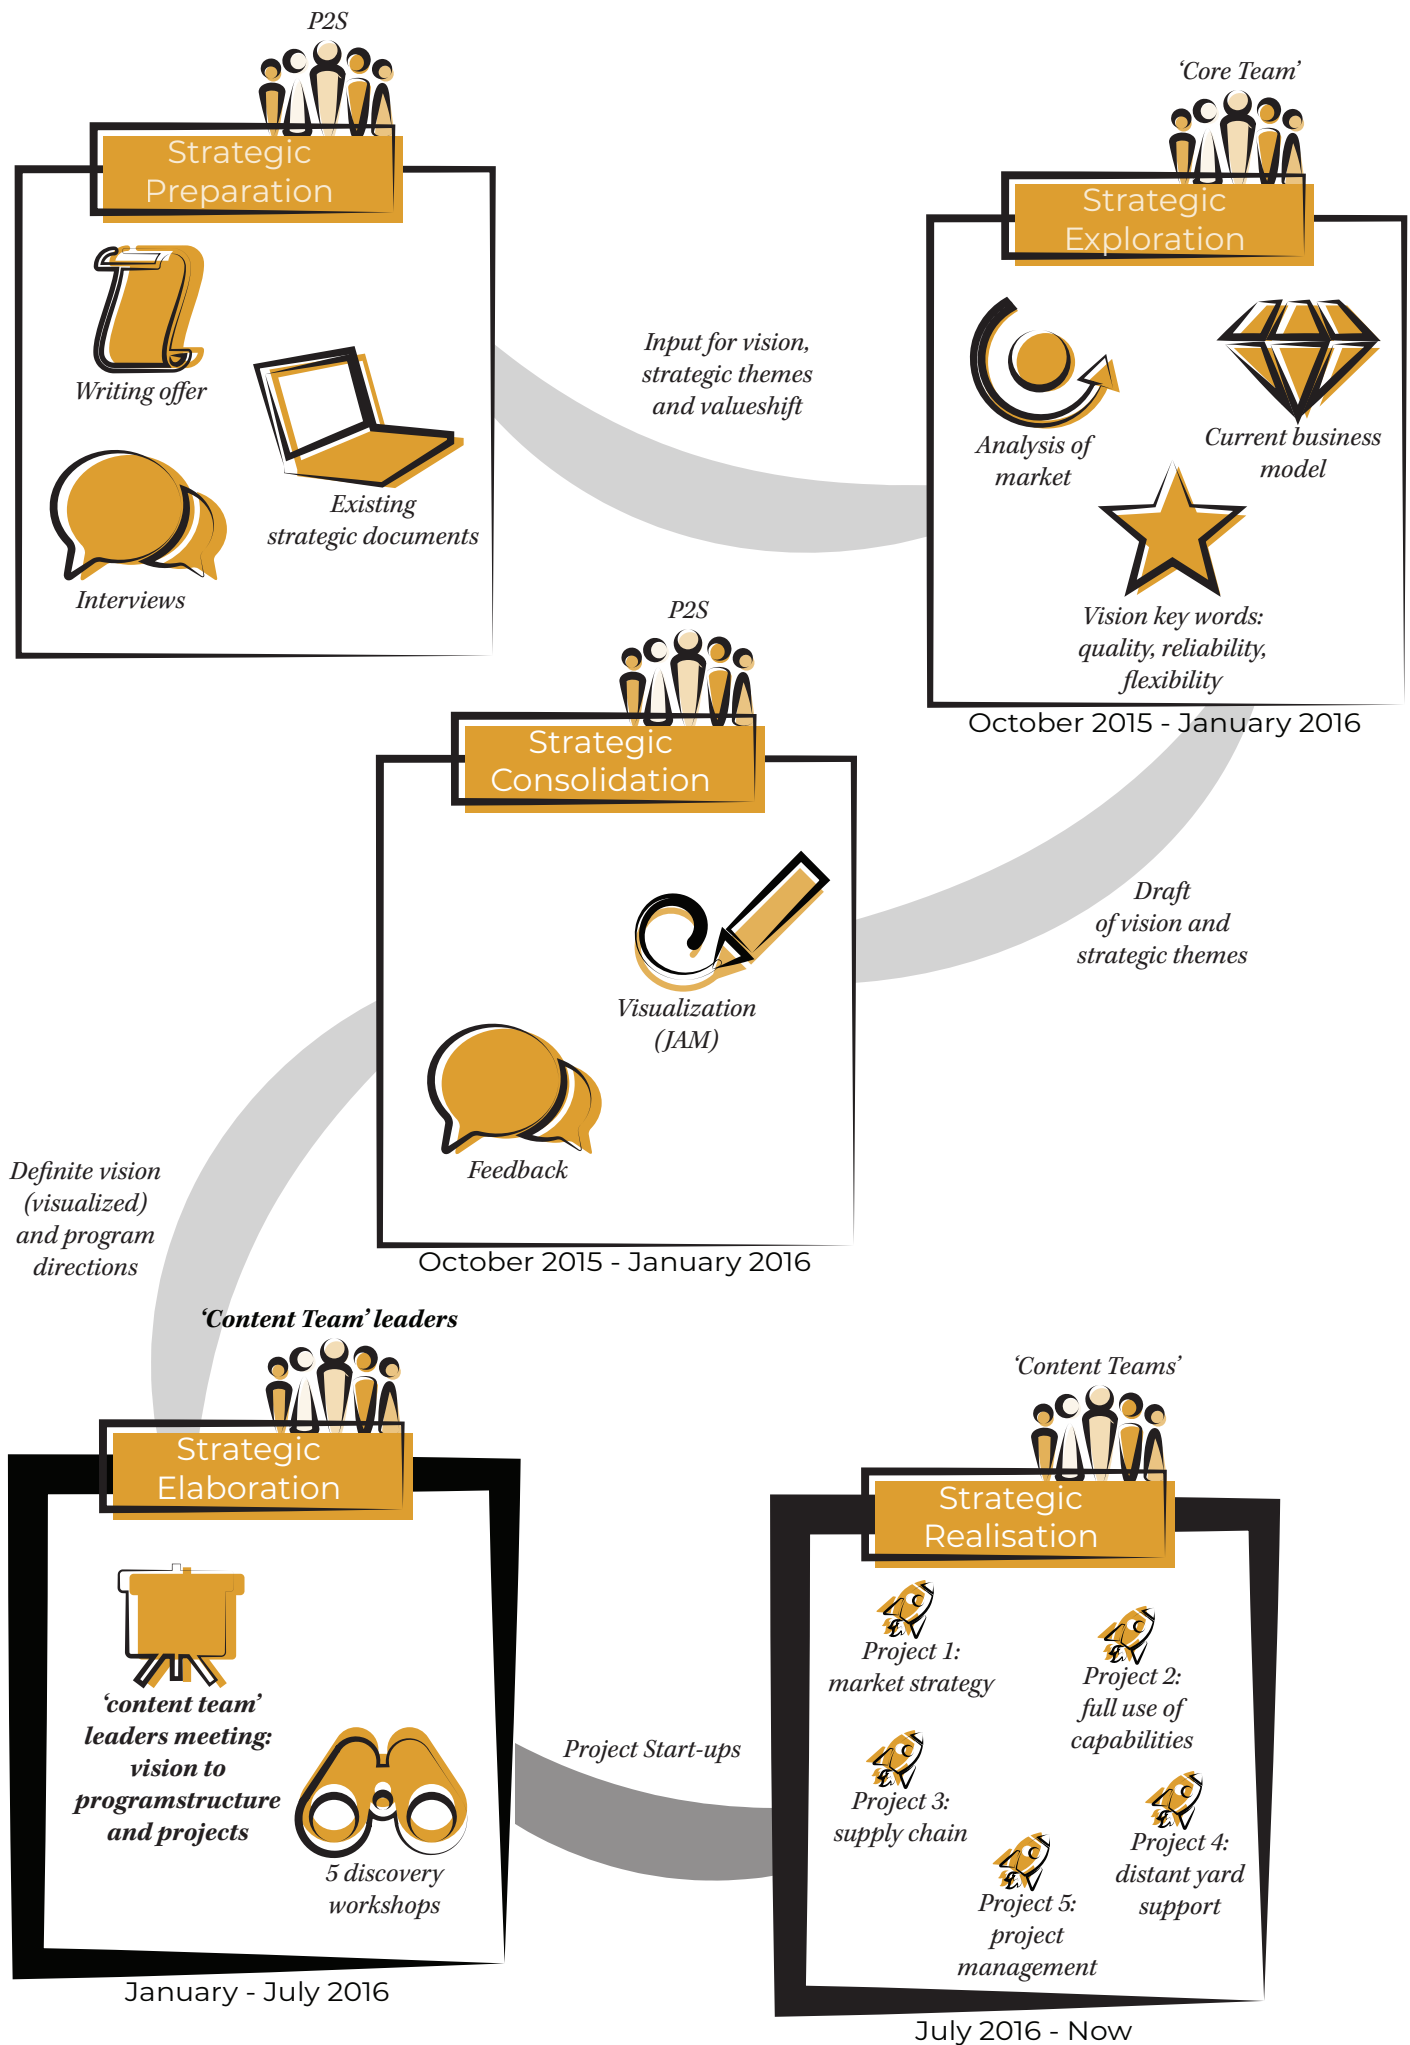 P2S
Strategic
Preparation
Writing offer
Existing
strategic documents
Interviews
Input for vision,
strategic themes
and valueshift
‘Core Team’
Strategic
Exploration
Analysis of
market
Current business
model
Vision key words:
quality, reliability,
flexibility
October 2015 - January 2016
Draft
of vision and
strategic themes
P2S
Strategic
Consolidation
Visualization
(JAM)
Feedback
October 2015 - January 2016
Definite vision
(visualized)
and program
directions
‘Content Team’ leaders
Strategic
Elaboration
‘content team’
leaders meeting:
vision to
programstructure
and projects
5 discovery
workshops
January - July 2016
Project Start-ups
‘Content Teams’
Strategic
Realisation
Project 1:
market strategy
Project 2:
full use of
capabilities
Project 3:
supply chain
Project 4:
distant yard
support
Project 5:
project
management
July 2016 - Now